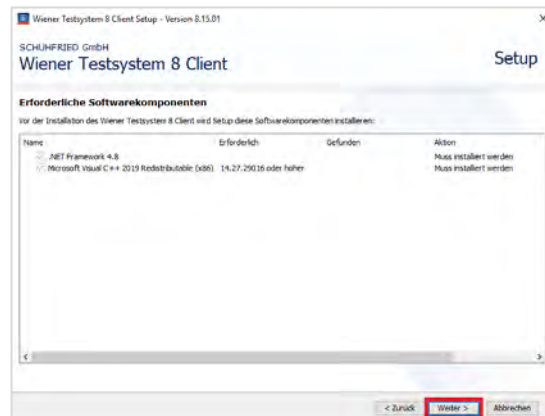 Wiener Testsystem 8 Client Setup - Version 8.15.01
SCHUHFRIED GmbH
Wiener Testsystem 8 Client
Setup
Erforderliche Softwarekomponenten
Vor der Installation des Wiener Testsystem 8 Client wird Setup diese Softwarekomponenten installieren:
Name Erforderlich Gefunden Aktion
.NET Framework 4.8 Muss installiert werden
Microsoft Visual C++ 2019 Redistributable (x86) 14.27.29016 oder hoher Muss installiert werden
< Zurück Weiter > Abbrechen